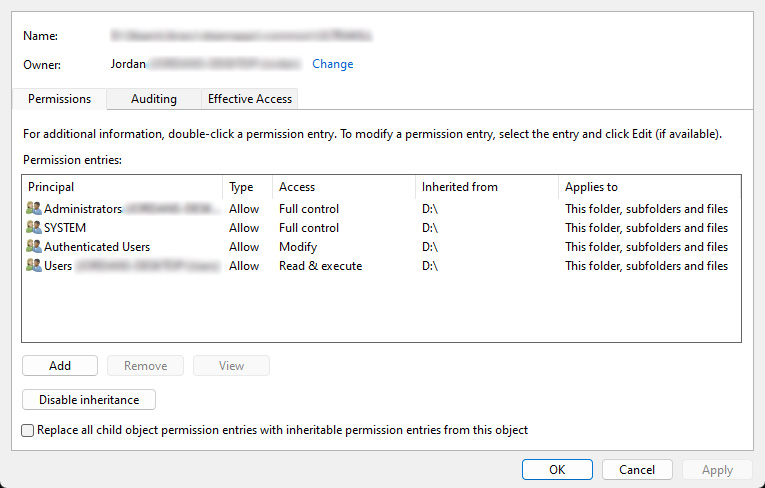 Name:
Owner: Jordan Change
Permissions Auditing Effective Access
For additional information, double-click a permission entry. To modify a permission entry, select the entry and click Edit (if available).
Permission entries:
Principal Type Access Inherited from Applies to
Administrators Allow Full control D:\ This folder, subfolders and files
SYSTEM Allow Full control D:\ This folder, subfolders and files
Authenticated Users Allow Modify D:\ This folder, subfolders and files
Users Allow Read & execute D:\ This folder, subfolders and files
Add Remove View
Disable inheritance
Replace all child object permission entries with inheritable permission entries from this object
OK Cancel Apply